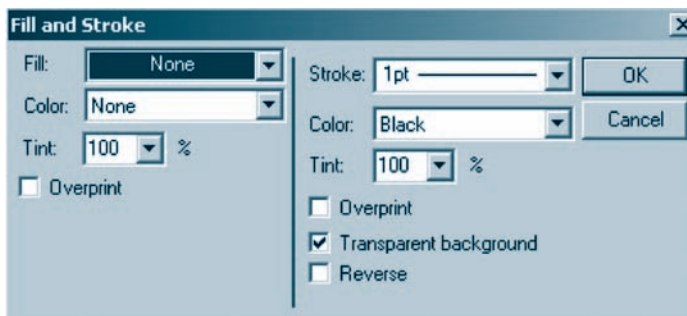 Fill and Stroke
Fill: None
Color: None
Tint: 100 %
Overprint
Stroke: 1pt
Color: Black
Tint: 100 %
Overprint
Transparent background
Reverse
OK
Cancel